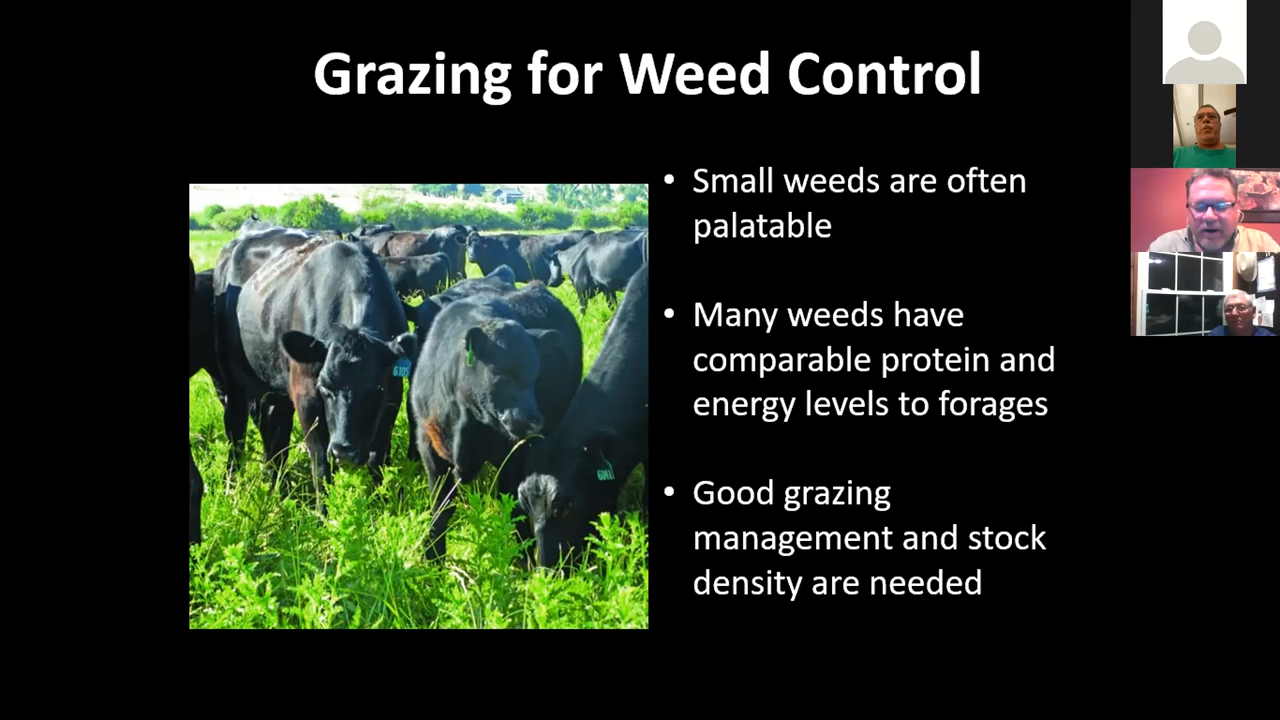 Grazing for Weed Control
• Small weeds are often
palatable
• Many weeds have
comparable protein and
energy levels to forages
• Good grazing
management and stock
density are needed